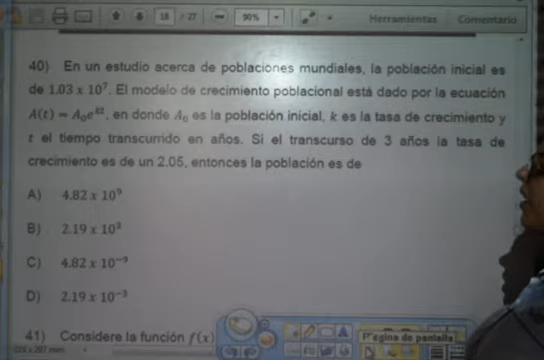 18 / 27
90%
Herramientas
Comentario
40) En un estudio acerca de poblaciones mundiales, la población inicial es
de 1.03 x 10⁷. El modelo de crecimiento poblacional está dado por la ecuación
A(t) = A₀eᵏᵗ, en donde A₀ es la población inicial, k es la tasa de crecimiento y
t el tiempo transcurrido en años. Si el transcurso de 3 años la tasa de
crecimiento es de un 2.05, entonces la población es de
A) 4.82 x 10⁹
B) 2.19 x 10³
C) 4.82 x 10⁻⁹
D) 2.19 x 10⁻³
41) Considere la función f(x)
Página de pantalla